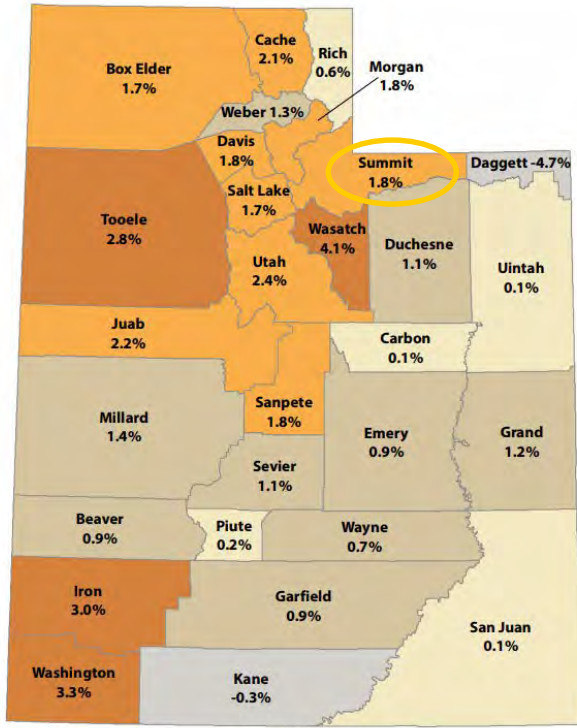 Cache
2.1%
Rich
0.6%
Box Elder
1.7%
Morgan
1.8%
Weber 1.3%
Davis
1.8%
Summit
1.8%
Daggett -4.7%
Salt Lake
1.7%
Tooele
2.8%
Wasatch
4.1%
Duchesne
1.1%
Utah
2.4%
Uintah
0.1%
Juab
2.2%
Carbon
0.1%
Sanpete
1.8%
Millard
1.4%
Emery
0.9%
Grand
1.2%
Sevier
1.1%
Beaver
0.9%
Piute
0.2%
Wayne
0.7%
Iron
3.0%
Garfield
0.9%
San Juan
0.1%
Washington
3.3%
Kane
-0.3%